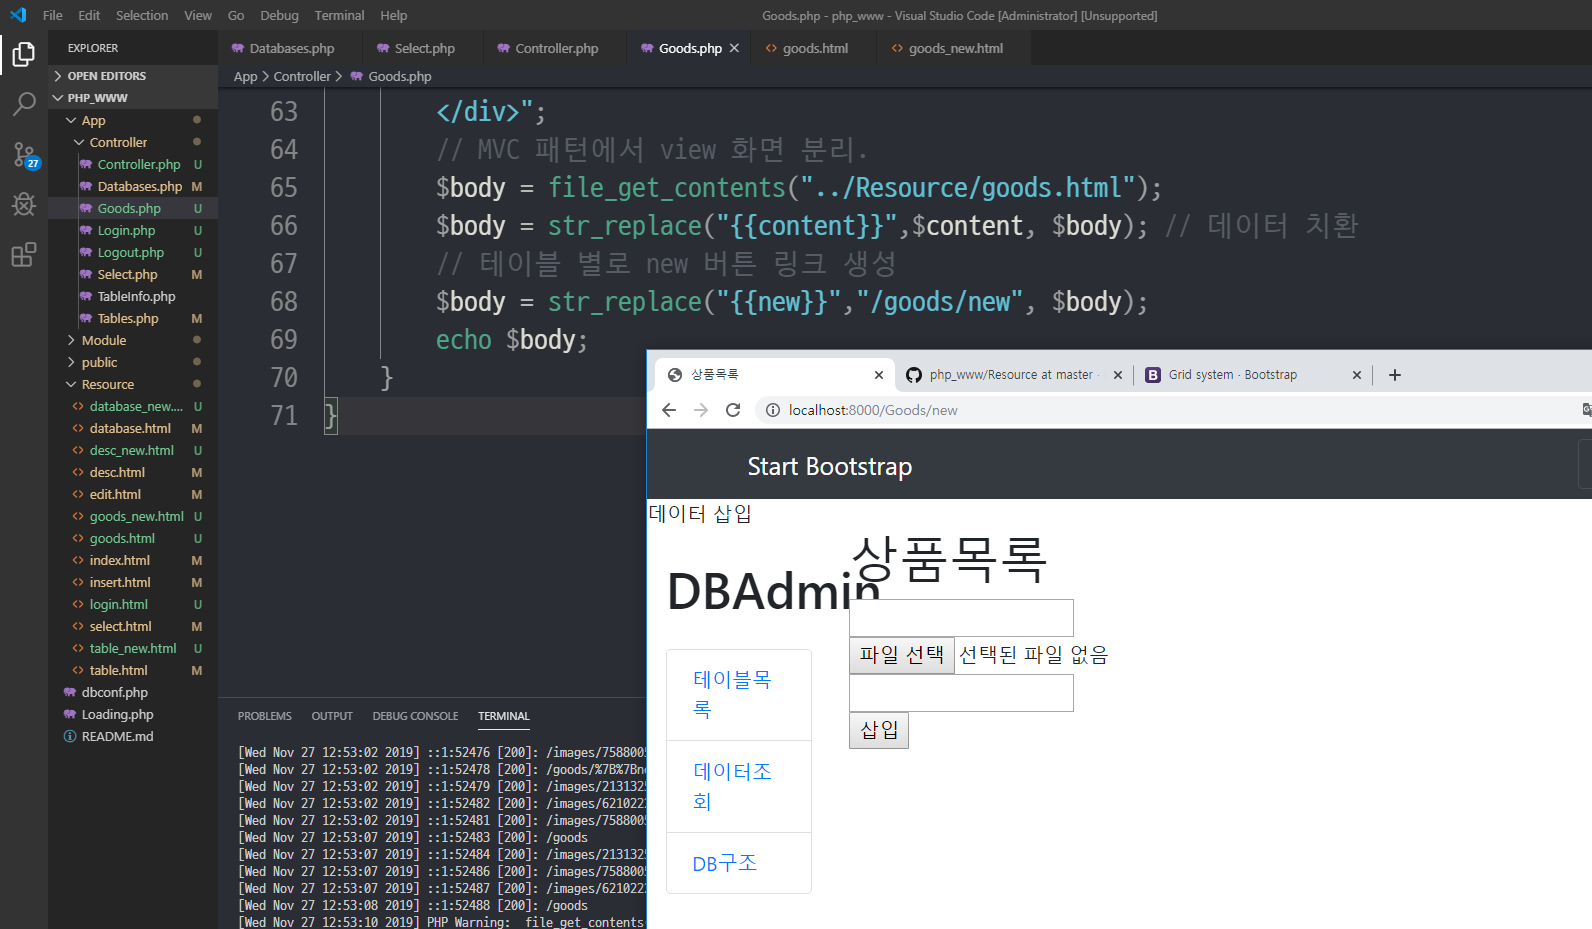 File Edit Selection View Go Debug Terminal Help
Goods.php - php_www - Visual Studio Code [Administrator] [Unsupported]
EXPLORER
OPEN EDITORS
PHP_WWW
App
Controller
Controller.php U
Databases.php M
Goods.php U
Login.php U
Logout.php U
Select.php M
TableInfo.php
Tables.php M
Module
public
Resource
database_new.... U
database.html M
desc_new.html U
desc.html M
edit.html M
goods_new.html U
goods.html U
index.html M
insert.html M
login.html U
select.html M
table_new.html U
table.html M
dbconf.php
Loading.php
README.md
27
Databases.php Select.php Controller.php Goods.php goods.html goods_new.html
App > Controller > Goods.php
63 </div>";
64 // MVC 패턴에서 view 화면 분리.
65 $body = file_get_contents("../Resource/goods.html");
66 $body = str_replace("{{content}}",$content, $body); // 데이터 치환
67 // 테이블 별로 new 버튼 링크 생성
68 $body = str_replace("{{new}}","/goods/new", $body);
69 echo $body;
70 }
71 }
PROBLEMS OUTPUT DEBUG CONSOLE TERMINAL
[Wed Nov 27 12:53:02 2019] ::1:52476 [200]: /images/7588005
[Wed Nov 27 12:53:02 2019] ::1:52478 [200]: /goods/%7B%7Bn
[Wed Nov 27 12:53:02 2019] ::1:52479 [200]: /images/2131325
[Wed Nov 27 12:53:02 2019] ::1:52482 [200]: /images/6210222
[Wed Nov 27 12:53:02 2019] ::1:52481 [200]: /images/7588005
[Wed Nov 27 12:53:07 2019] ::1:52483 [200]: /goods
[Wed Nov 27 12:53:07 2019] ::1:52484 [200]: /images/2131325
[Wed Nov 27 12:53:07 2019] ::1:52486 [200]: /images/7588005
[Wed Nov 27 12:53:07 2019] ::1:52487 [200]: /images/6210222
[Wed Nov 27 12:53:08 2019] ::1:52488 [200]: /goods
[Wed Nov 27 12:53:10 2019] PHP Warning: file_get_contents
상품목록
php_www/Resource at master
Grid system · Bootstrap
localhost:8000/Goods/new
Start Bootstrap
데이터 삽입
DBAdmin
테이블목
록
데이터조
회
DB구조
상품목록
파일 선택 선택된 파일 없음
삽입